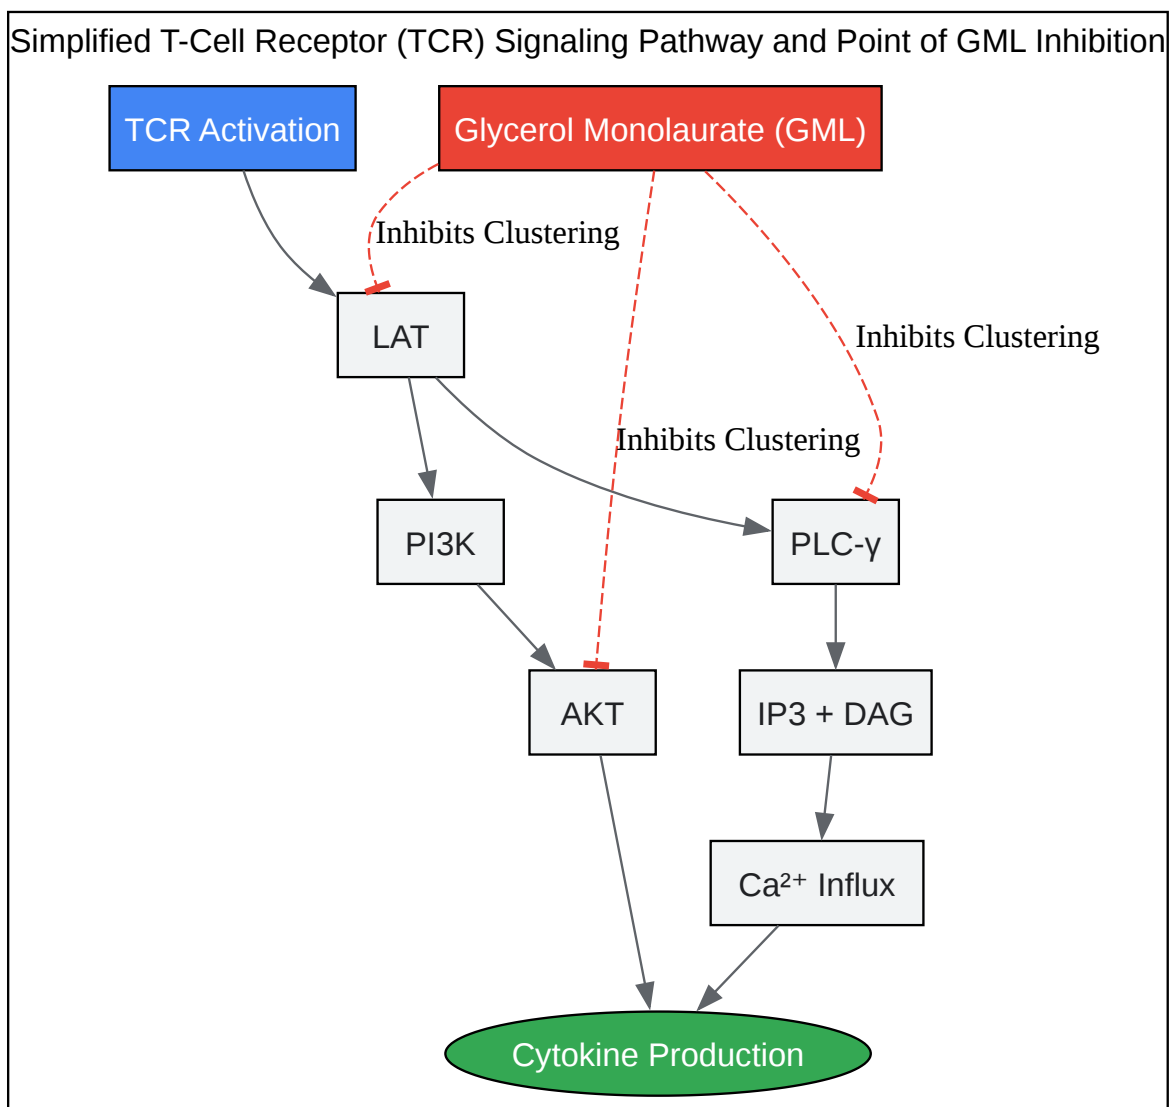 Simplified T-Cell Receptor (TCR) Signaling Pathway and Point of GML Inhibition
TCR Activation
Glycerol Monolaurate (GML)
Inhibits Clustering
LAT
Inhibits Clustering
Inhibits Clustering
PI3K
PLC-γ
AKT
IP3 + DAG
Ca²⁺ Influx
Cytokine Production